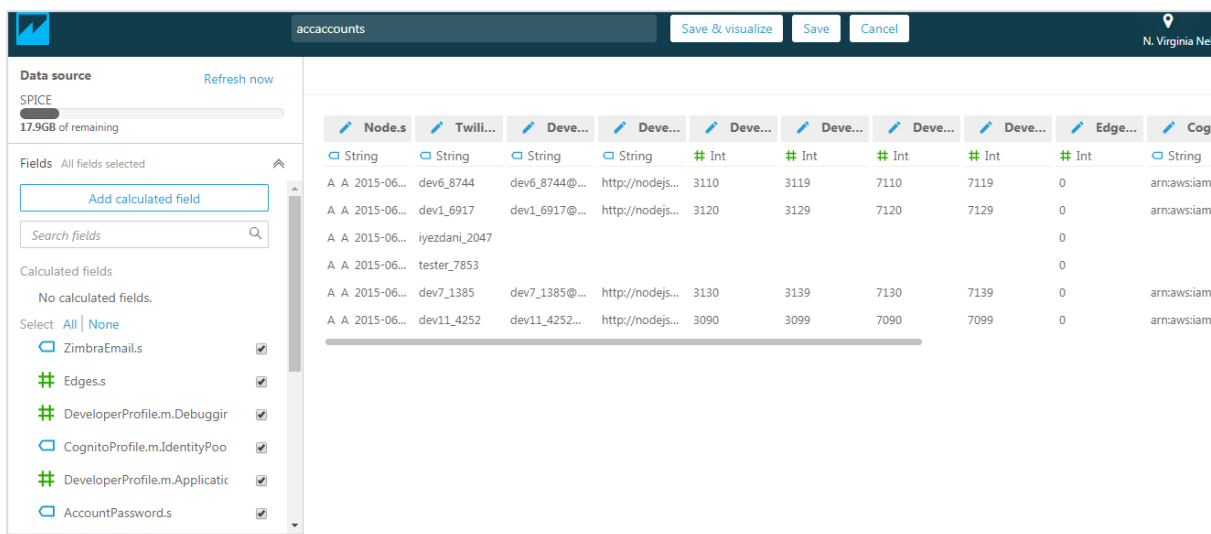 accaccounts Save & visualize Save Cancel
N. Virginia Ne
Data source Refresh now
SPICE
17.9GB of remaining
Fields All fields selected
Add calculated field
Search fields
Calculated fields
No calculated fields.
Select All | None
ZimbraEmail.s
Edges.s
DeveloperProfile.m.Debuggin
CognitoProfile.m.IdentityPoo
DeveloperProfile.m.Applicatic
AccountPassword.s
Node.s Twili... Deve... Deve... Deve... Deve... Deve... Deve... Edge... Cog
String String String String # Int # Int # Int # Int # Int String
A A 2015-06... dev6_8744 dev6_8744@... http://nodejs... 3110 3119 7110 7119 0 arn:aws:iam
A A 2015-06... dev1_6917 dev1_6917@... http://nodejs... 3120 3129 7120 7129 0 arn:aws:iam
A A 2015-06... iyezdani_2047 0
A A 2015-06... tester_7853 0
A A 2015-06... dev7_1385 dev7_1385@... http://nodejs... 3130 3139 7130 7139 0 arn:aws:iam
A A 2015-06... dev11_4252 dev11_4252... http://nodejs... 3090 3099 7090 7099 0 arn:aws:iam